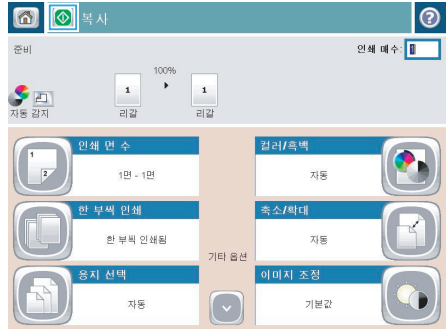 복사
준비
인쇄 매수: 1
100%
1 1
자동 감지 리갈 리갈
인쇄 면 수
1
2
1면 - 1면
컬러/흑백
자동
한 부씩 인쇄
한 부씩 인쇄됨
축소/확대
자동
기타 옵션
용지 선택
자동
이미지 조정
기본값